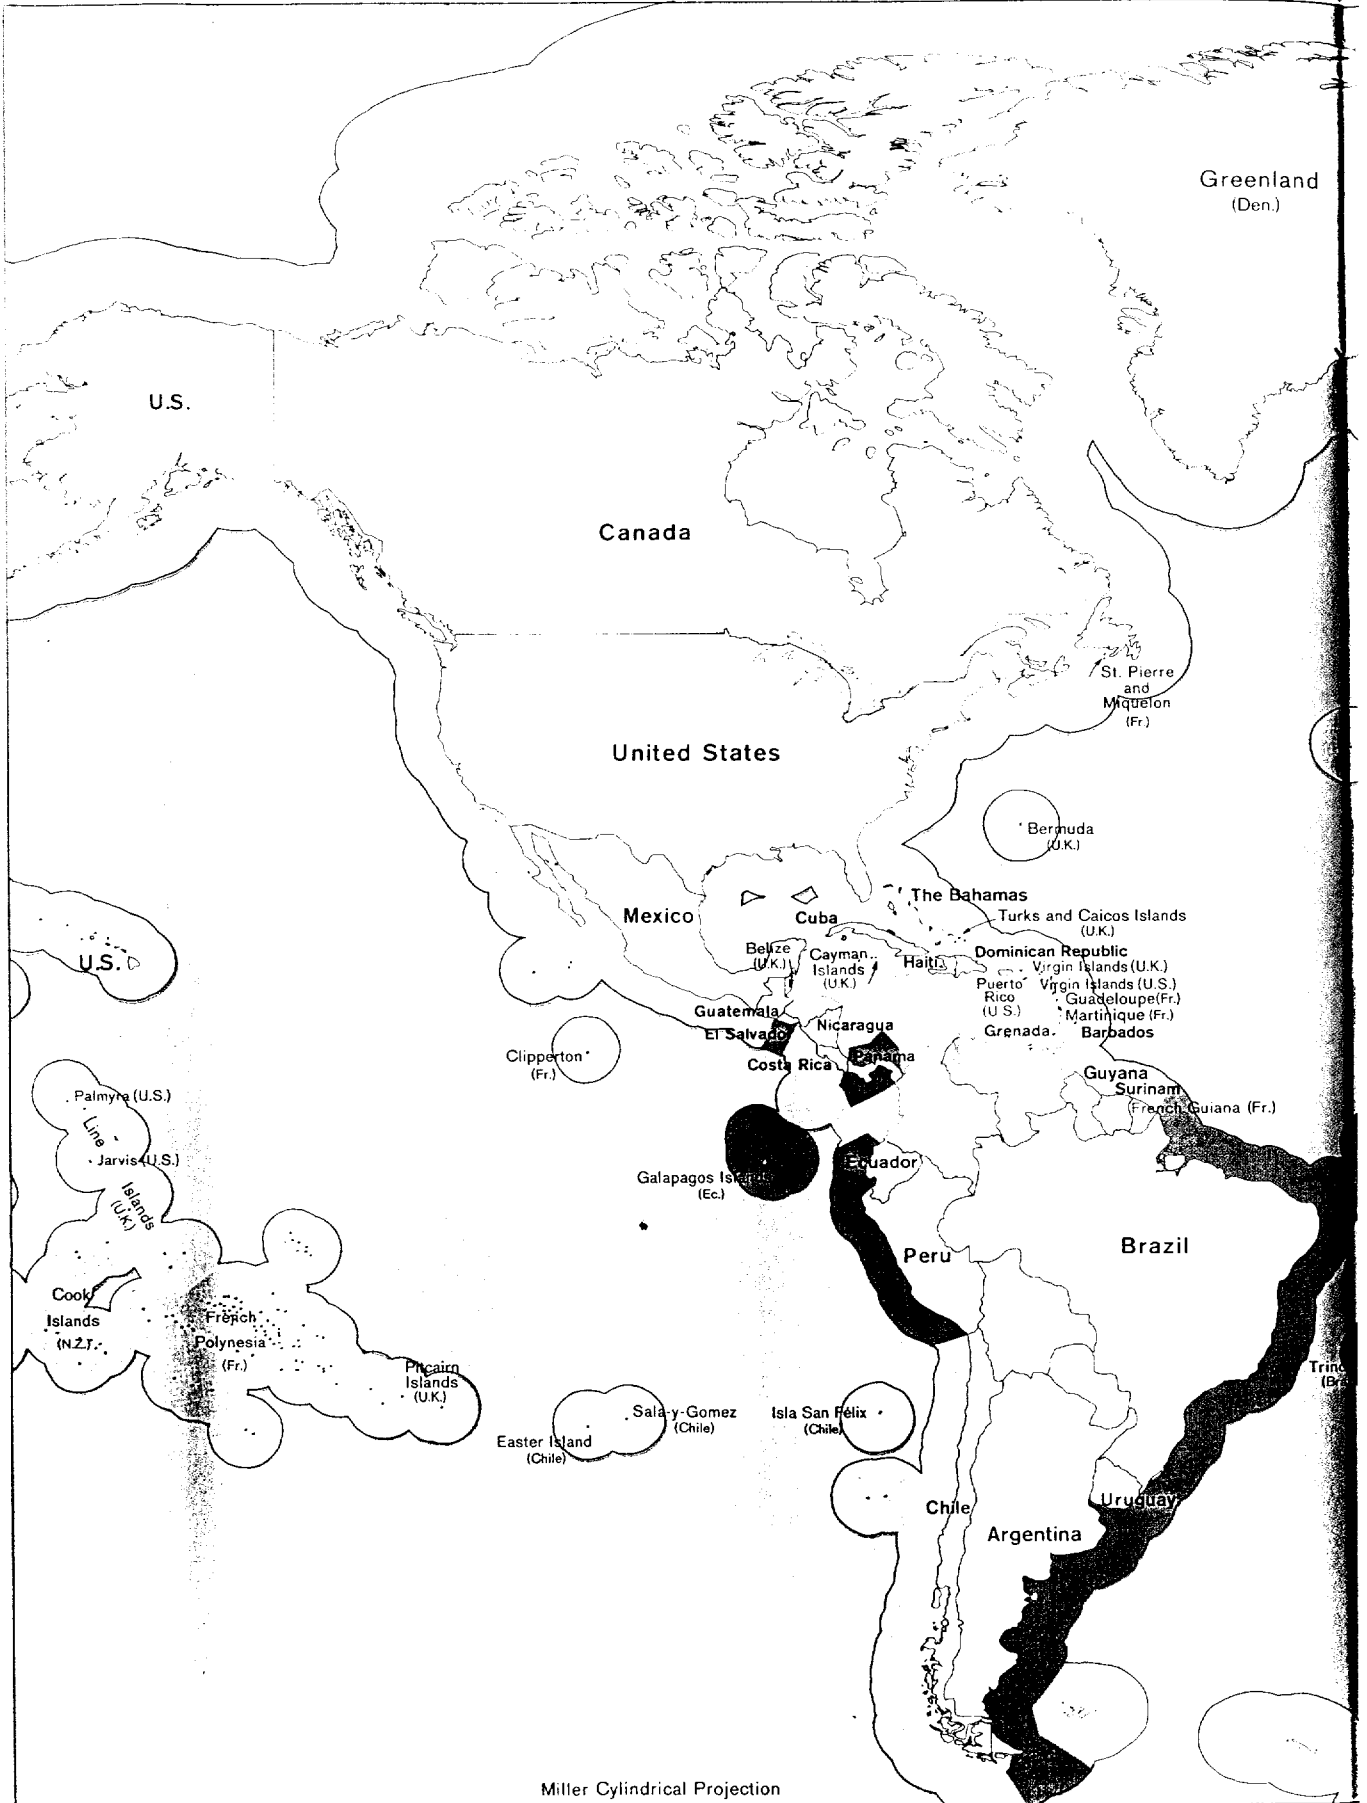 Greenland
(Den.)
U.S.
Canada
St. Pierre
and
Miquelon
(Fr.)
United States
Bermuda
(U.K.)
The Bahamas
Mexico
Cuba
Turks and Caicos Islands
(U.K.)
Belize
(U.K.)
Cayman
Islands
(U.K.)
Haiti
Dominican Republic
Virgin Islands (U.K.)
U.S.
Puerto
Rico
(U S.)
Virgin Islands (U.S.)
Guadeloupe (Fr.)
Martinique (Fr.)
Guatemala
El Salvador
Nicaragua
Grenada
Barbados
Clipperton
(Fr.)
Costa Rica
Panama
Guyana
Surinam
French Guiana (Fr.)
Palmyra (U.S.)
Line
Jarvis (U.S.)
Islands
(U.K.)
Galapagos Islands
(Ec.)
Ecuador
Peru
Brazil
Cook
Islands
(N.Z.)
French
Polynesia
(Fr.)
Pitcairn
Islands
(U.K.)
Sala-y-Gomez
(Chile)
Easter Island
(Chile)
Isla San Félix
(Chile)
Chile
Argentina
Uruguay
Miller Cylindrical Projection